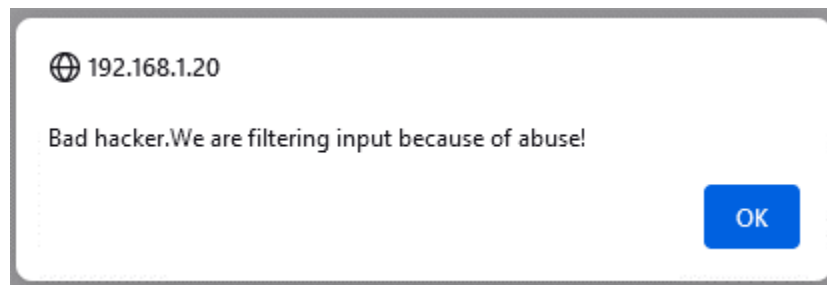 192.168.1.20
Bad hacker.We are filtering input because of abuse!
OK